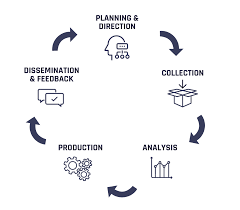 PLANNING &
DIRECTION
COLLECTION
ANALYSIS
PRODUCTION
DISSEMINATION
& FEEDBACK